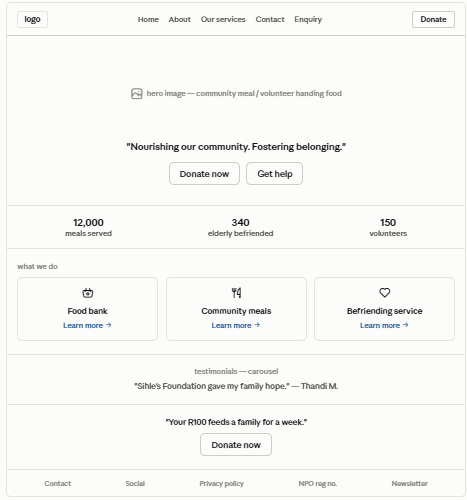 logo Home About Our services Contact Enquiry Donate
hero image — community meal / volunteer handing food
"Nourishing our community. Fostering belonging."
Donate now Get help
12,000 340 150
meals served elderly befriended volunteers
what we do
Food bank Community meals Befriending service
Learn more → Learn more → Learn more →
testimonials — carousel
"Sihle's Foundation gave my family hope." — Thandi M.
"Your R100 feeds a family for a week."
Donate now
Contact Social Privacy policy NPO reg no. Newsletter